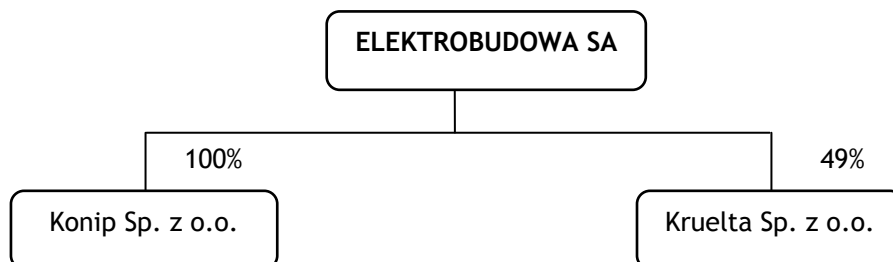 ELEKTROBUDOWA SA
100%
49%
Konip Sp. z o.o.
Kruelta Sp. z o.o.